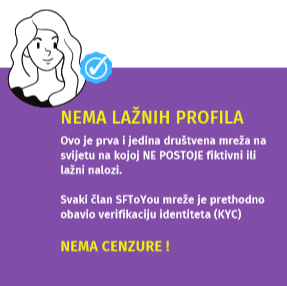 NEMA LAŽNIH PROFILA
Ovo je prva i jedina društvena mreža na
svijetu na kojoj NE POSTOJE fiktivni ili
lažni nalozi.
Svaki član SFToYou mreže je prethodno
obavio verifikaciju identiteta (KYC)
NEMA CENZURE !